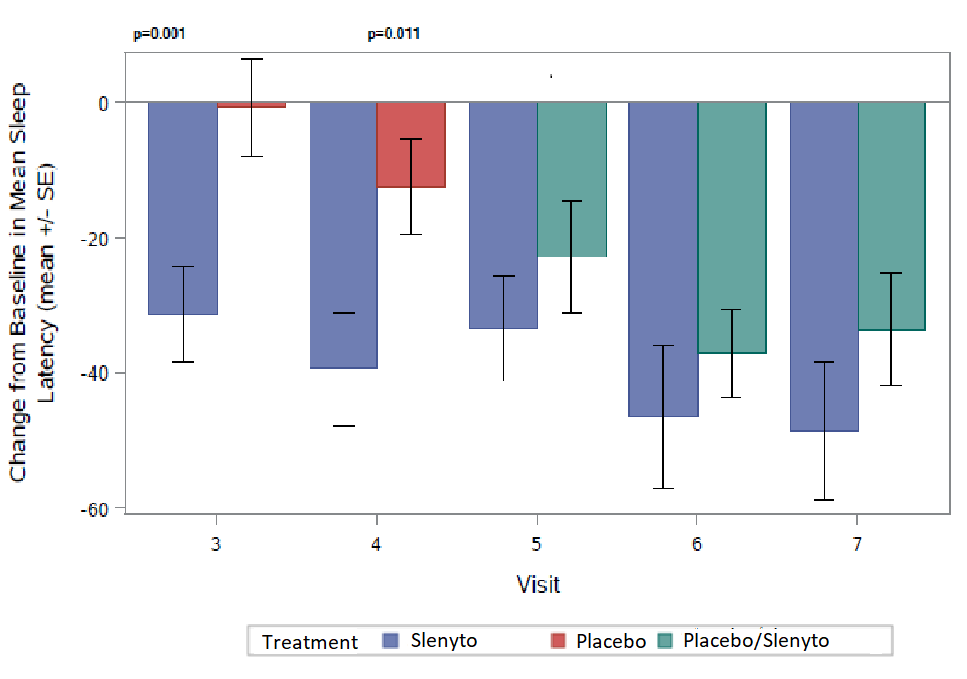 p=0.001 p=0.011
Change from Baseline in Mean Sleep
Latency (mean +/- SE)
0
-20
-40
-60
3 4 5 6 7
Visit
Treatment Slenyto Placebo Placebo/Slenyto